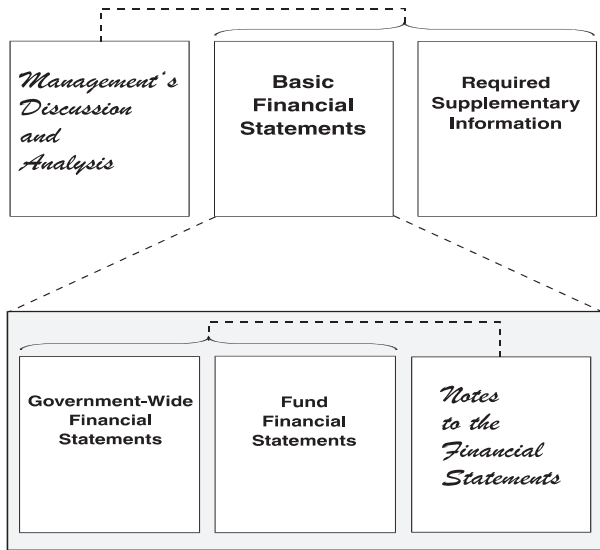 Management's
Discussion
and
Analysis
Basic
Financial
Statements
Required
Supplementary
Information
Government-Wide
Financial
Statements
Fund
Financial
Statements
Notes
to the
Financial
Statements